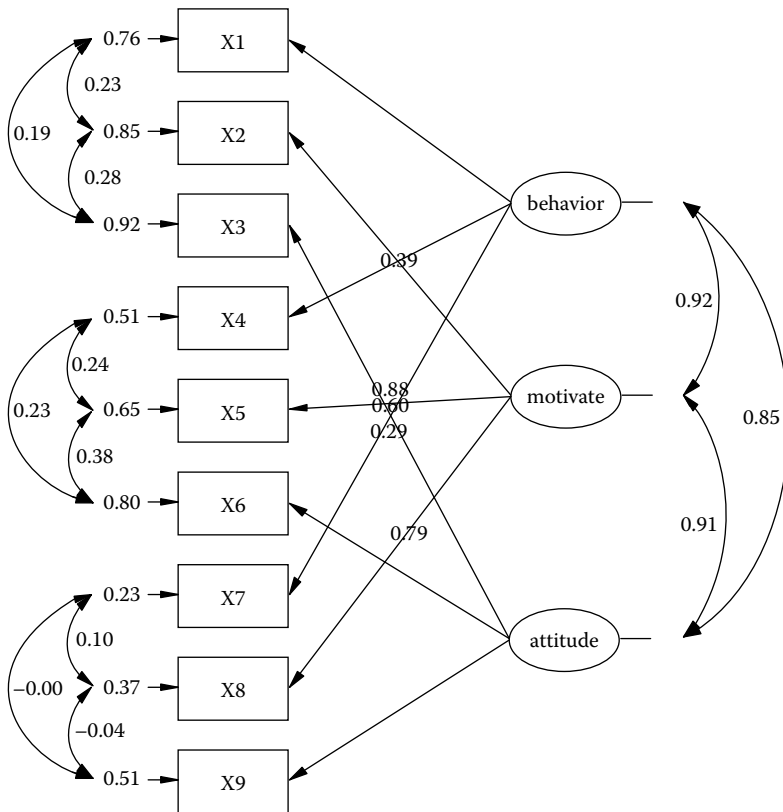 0.76
X1
0.23
0.19
0.85
X2
0.28
0.92
X3
behavior
0.39
0.51
X4
0.92
0.24
0.23
0.88
0.65
X5
0.60
motivate
0.85
0.29
0.38
0.80
X6
0.79
0.91
0.23
X7
0.10
attitude
–0.00
0.37
X8
–0.04
0.51
X9